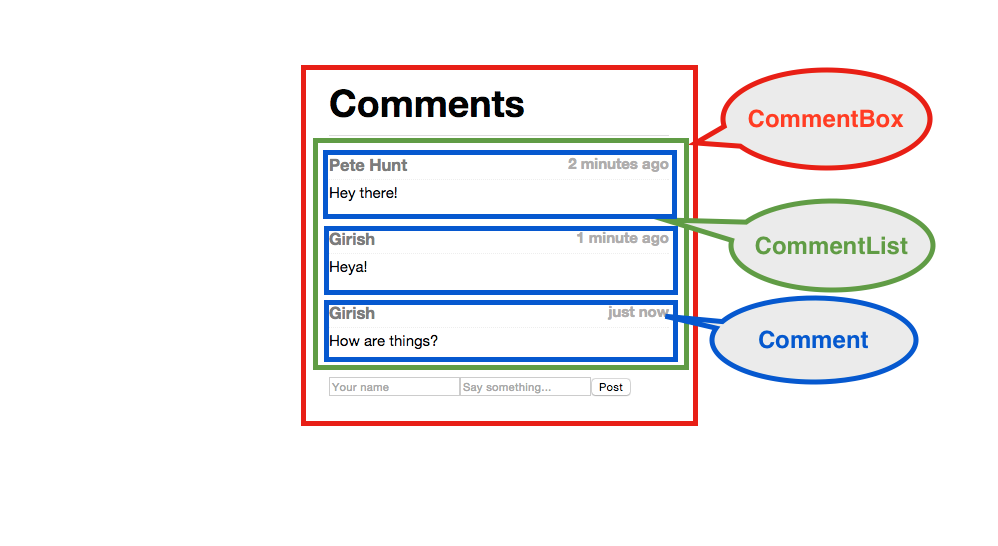 Comments
CommentBox
Pete Hunt 2 minutes ago
Hey there!
Girish 1 minute ago
CommentList
Heya!
Girish just now
How are things?
Comment
Your name Say something... Post